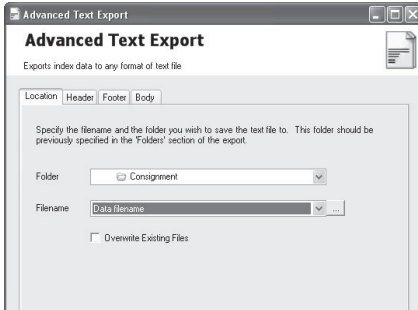 Advanced Text Export
Advanced Text Export
Exports index data to any format of text file
Location Header Footer Body
Specify the filename and the folder you wish to save the text file to. This folder should be
previously specified in the 'Folders' section of the export.
Folder Consignment
Filename Data filename ...
Overwrite Existing Files